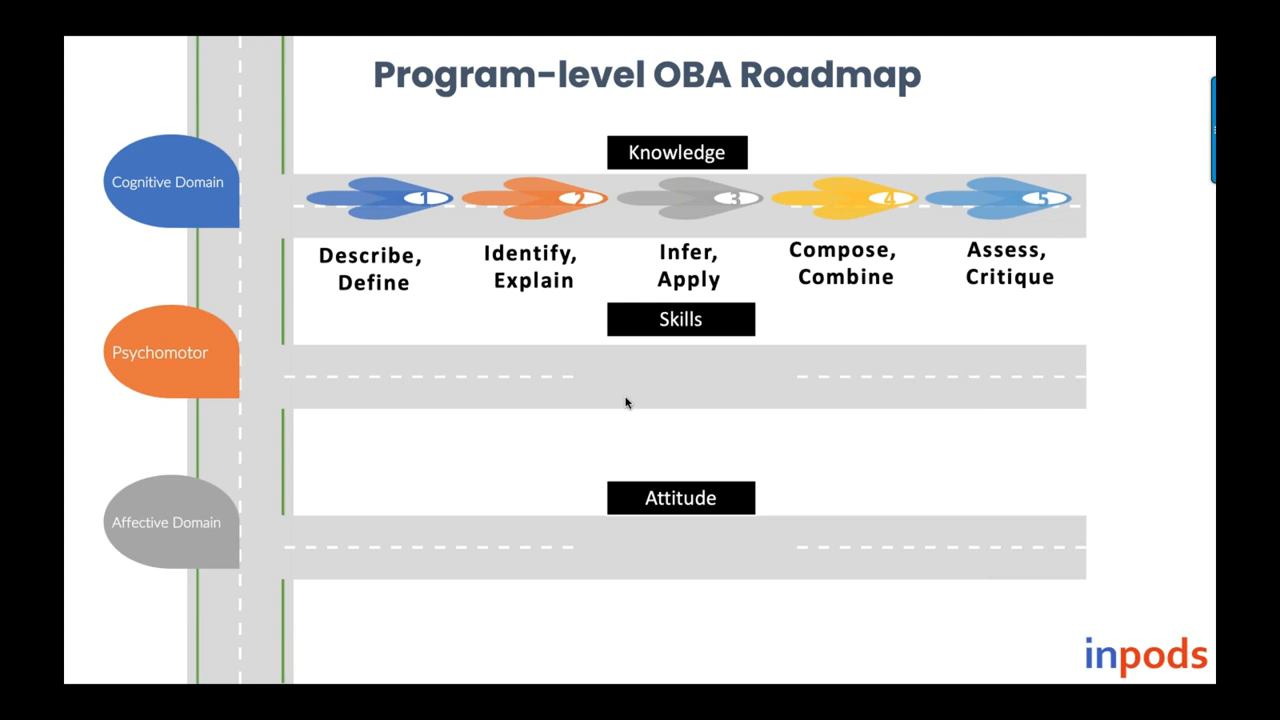 Program-level OBA Roadmap
Knowledge
Cognitive Domain
1 2 3 4 5
Describe, Define
Identify, Explain
Infer, Apply
Compose, Combine
Assess, Critique
Skills
Psychomotor
Attitude
Affective Domain
inpods